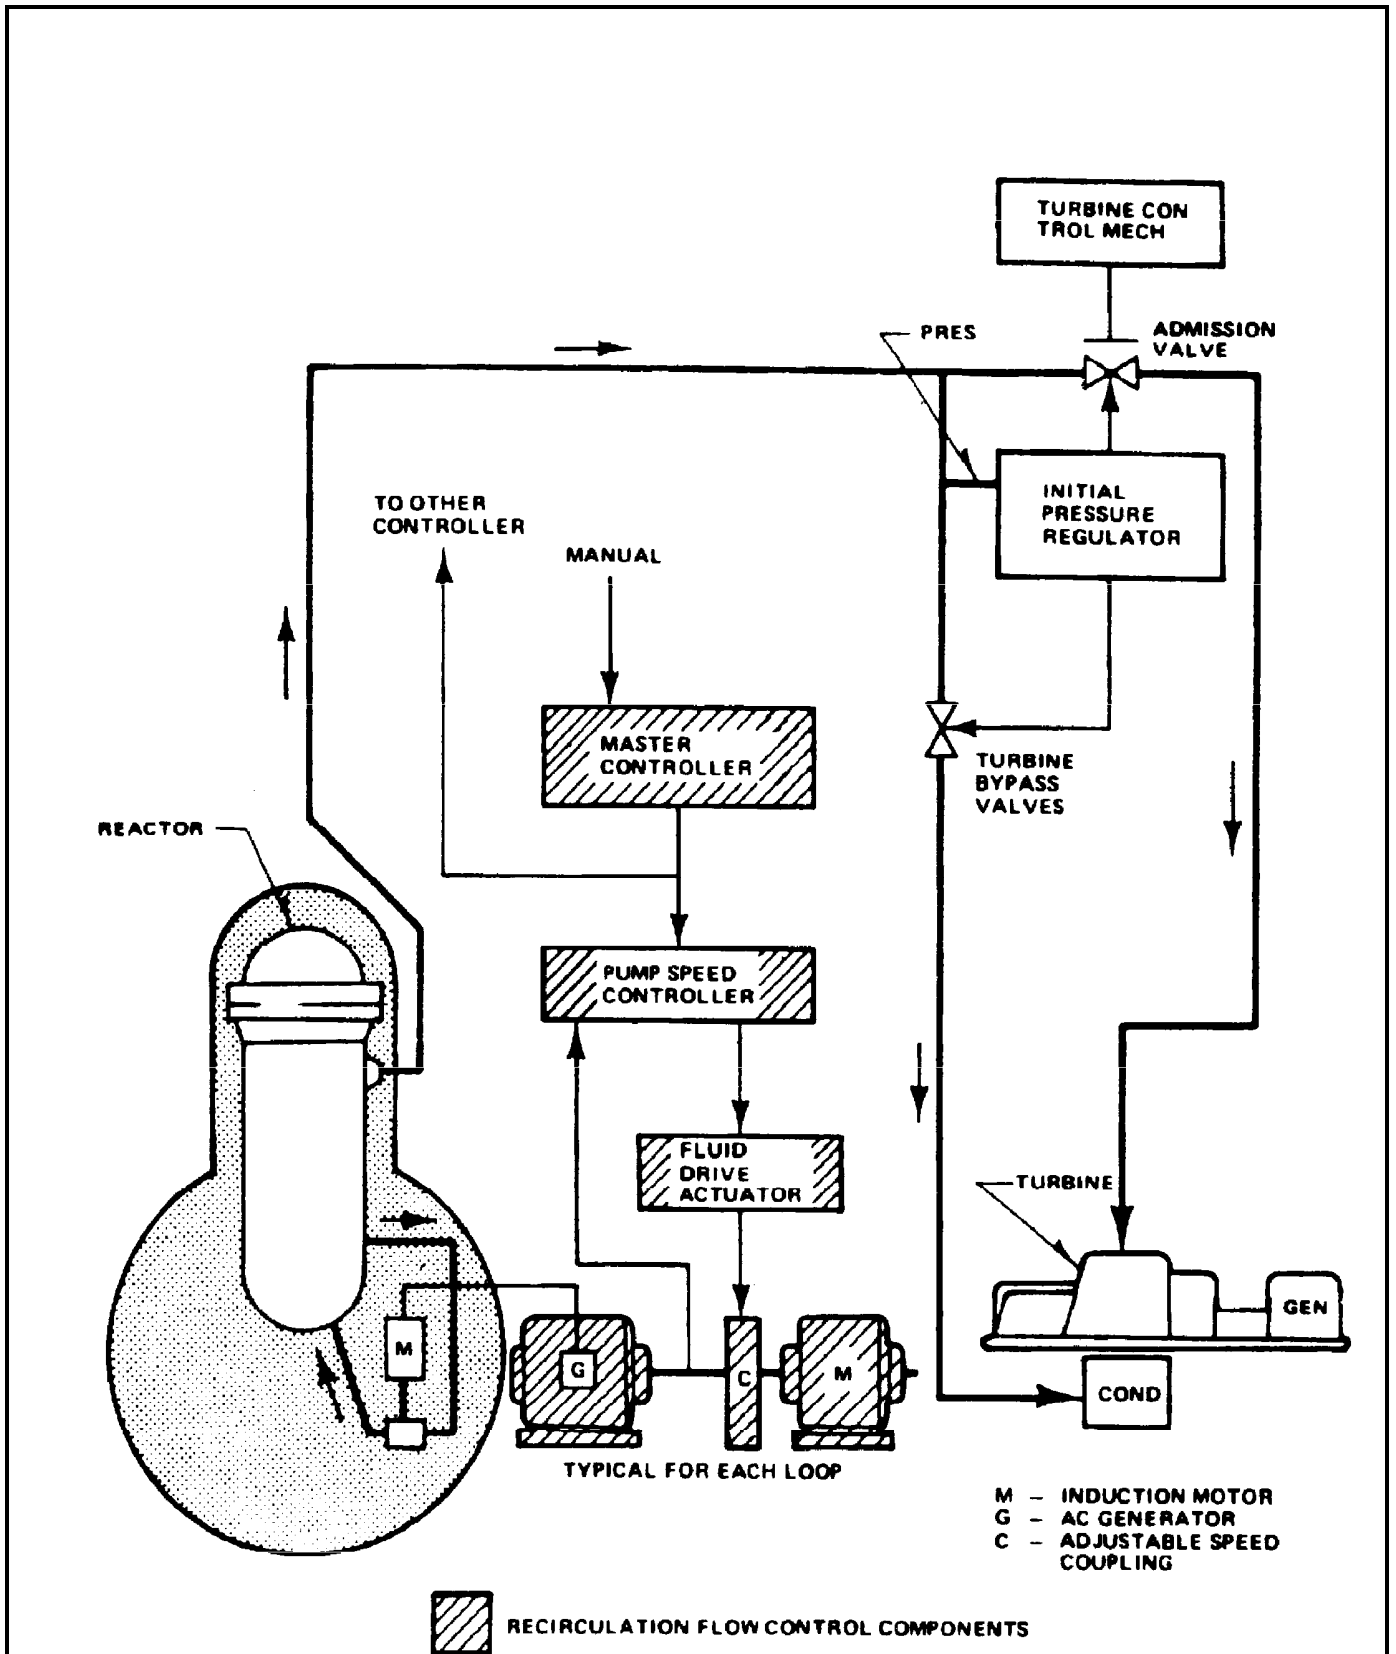 TURBINE CON
TROL MECH
PRES
ADMISSION
VALVE
TO OTHER
CONTROLLER
MANUAL
INITIAL
PRESSURE
REGULATOR
MASTER
CONTROLLER
TURBINE
BYPASS
VALVES
REACTOR
PUMP SPEED
CONTROLLER
FLUID
DRIVE
ACTUATOR
TURBINE
GEN
M
G
C
M
COND
TYPICAL FOR EACH LOOP
M – INDUCTION MOTOR
G – AC GENERATOR
C – ADJUSTABLE SPEED
COUPLING
RECIRCULATION FLOW CONTROL COMPONENTS